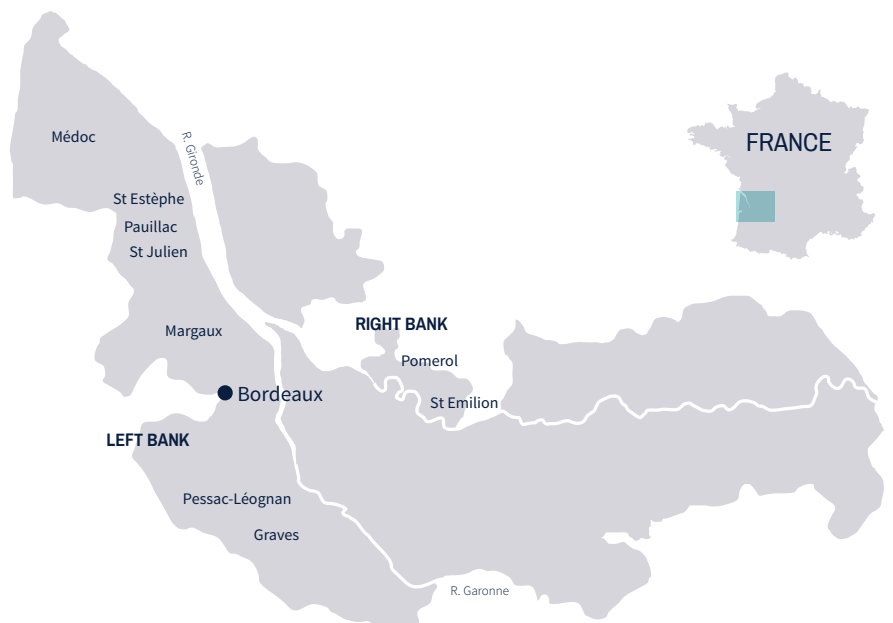 Médoc
R. Gironde
FRANCE
St Estèphe
Pauillac
St Julien
RIGHT BANK
Margaux
Pomerol
Bordeaux
St Emilion
LEFT BANK
Pessac-Léognan
Graves
R. Garonne